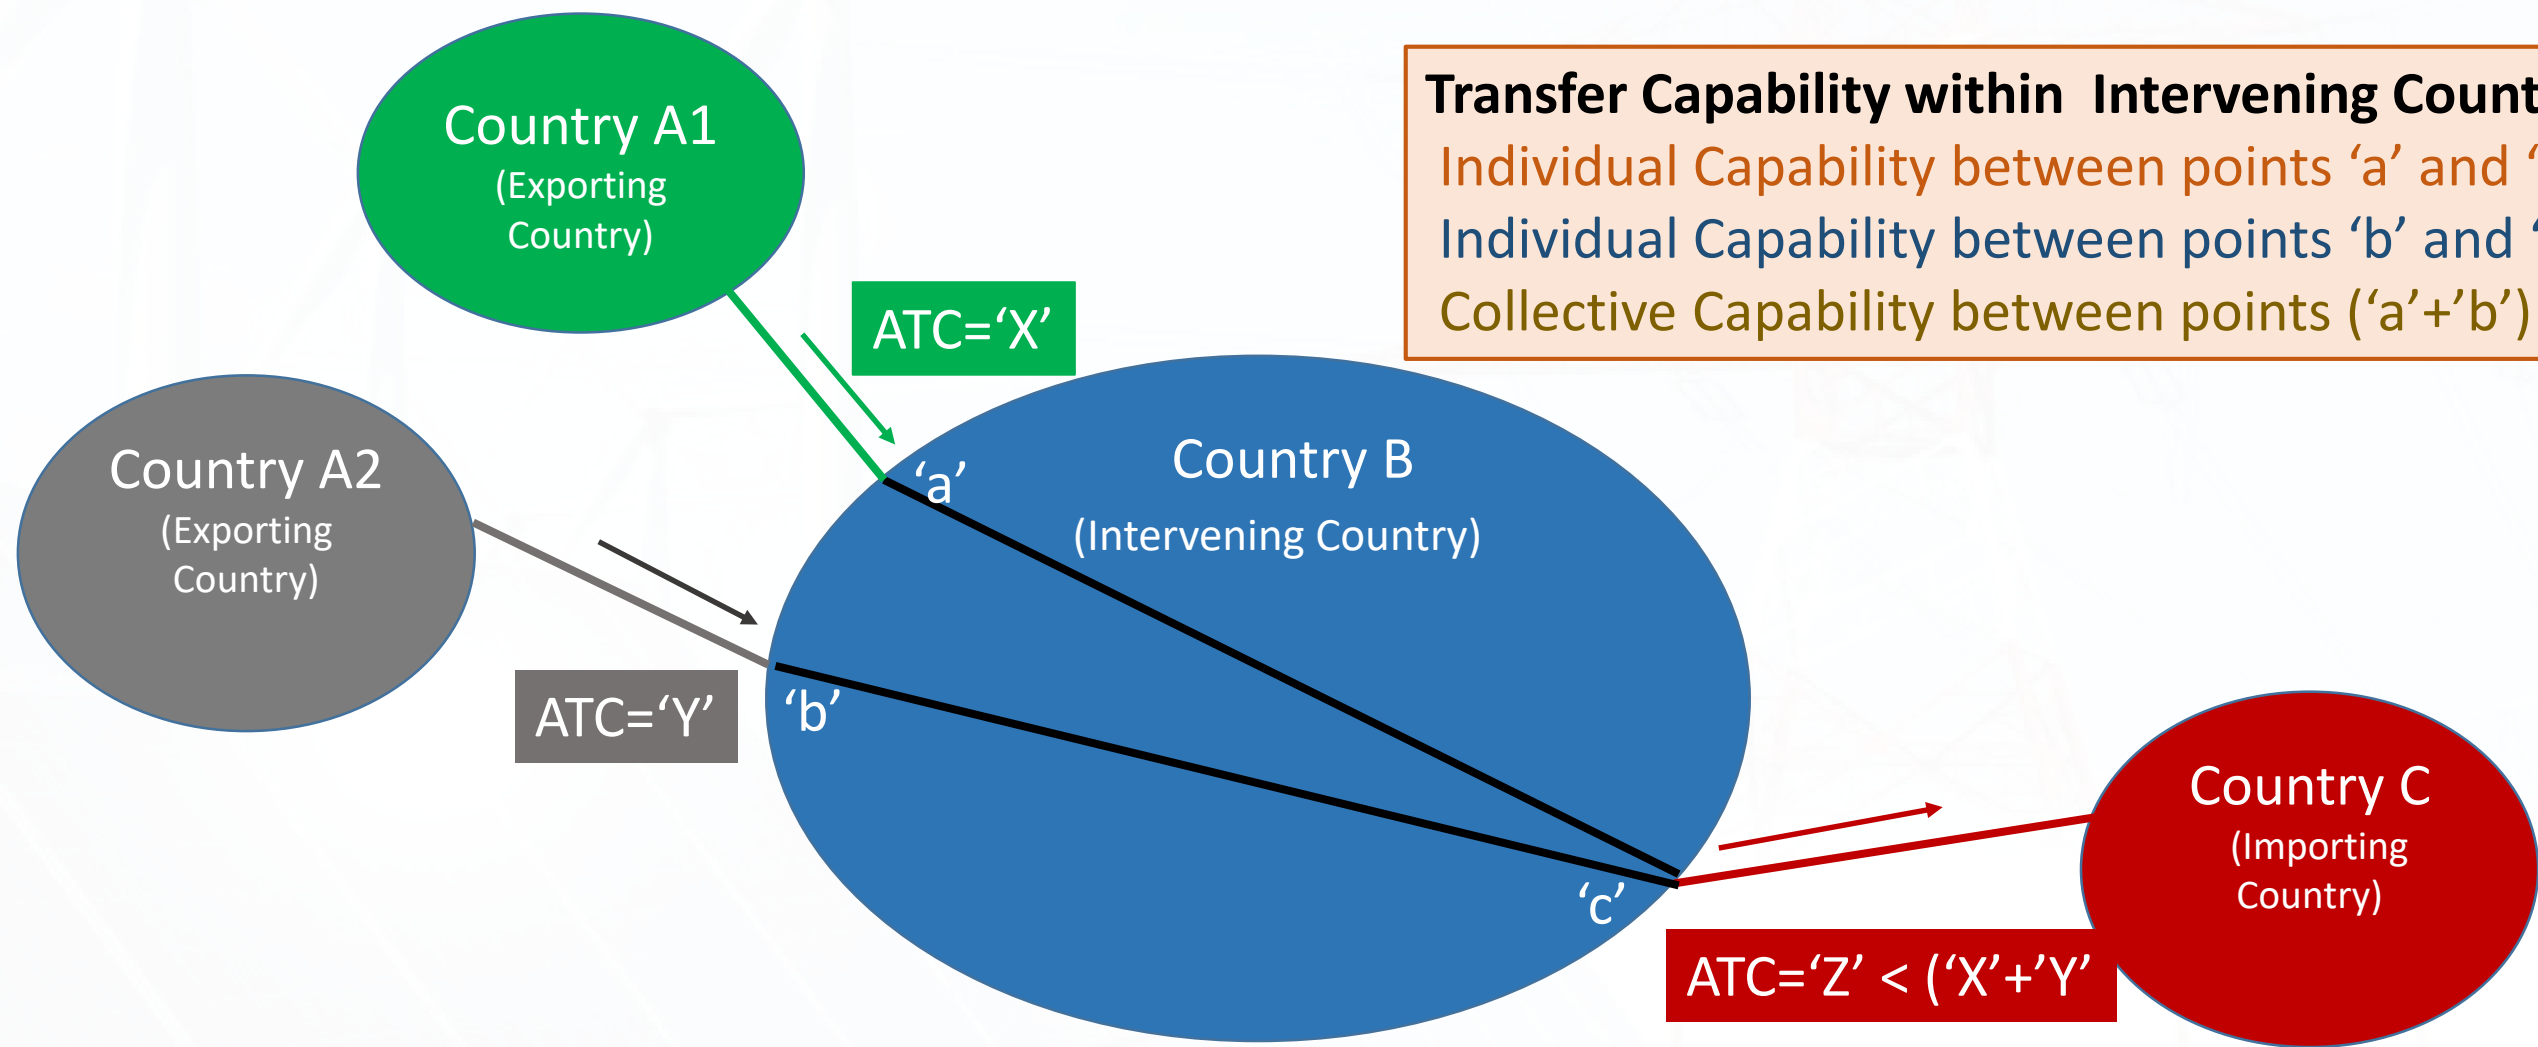 Country A1
(Exporting
Country)
Transfer Capability within Intervening
Individual Capability between points ‘a’ and
Individual Capability between points ‘b’ and
Collective Capability between points (‘a’+’b’)
ATC=‘X’
Country A2
(Exporting
Country)
‘a’
Country B
(Intervening Country)
ATC=‘Y’
‘b’
‘c’
Country C
(Importing
Country)
ATC=‘Z’ < (‘X’+’Y’